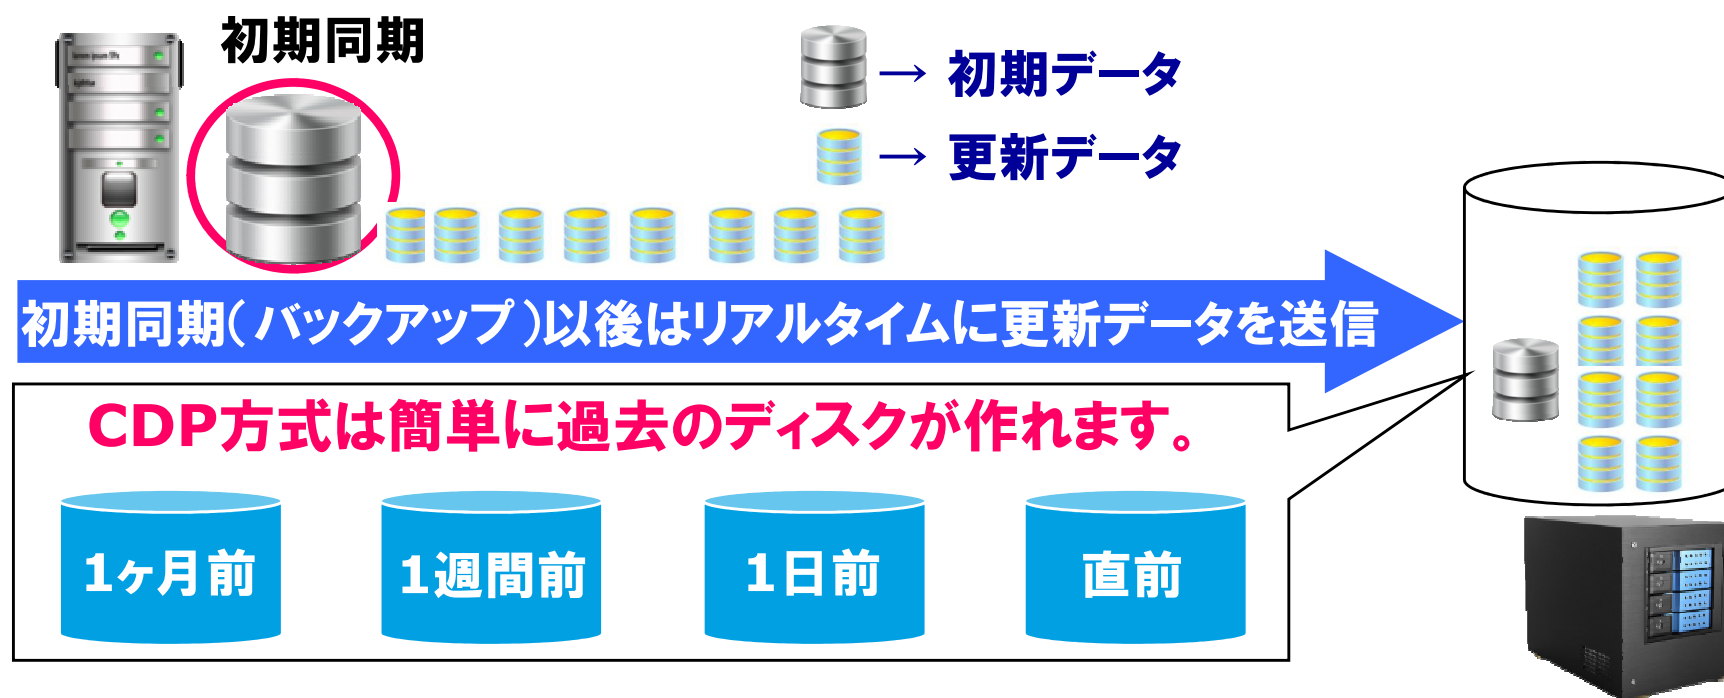 初期同期
→ 初期データ
→ 更新データ
初期同期(バックアップ)以後はリアルタイムに更新データを送信
CDP方式は簡単に過去のディスクが作れます。
1ヶ月前
1週間前
1日前
直前